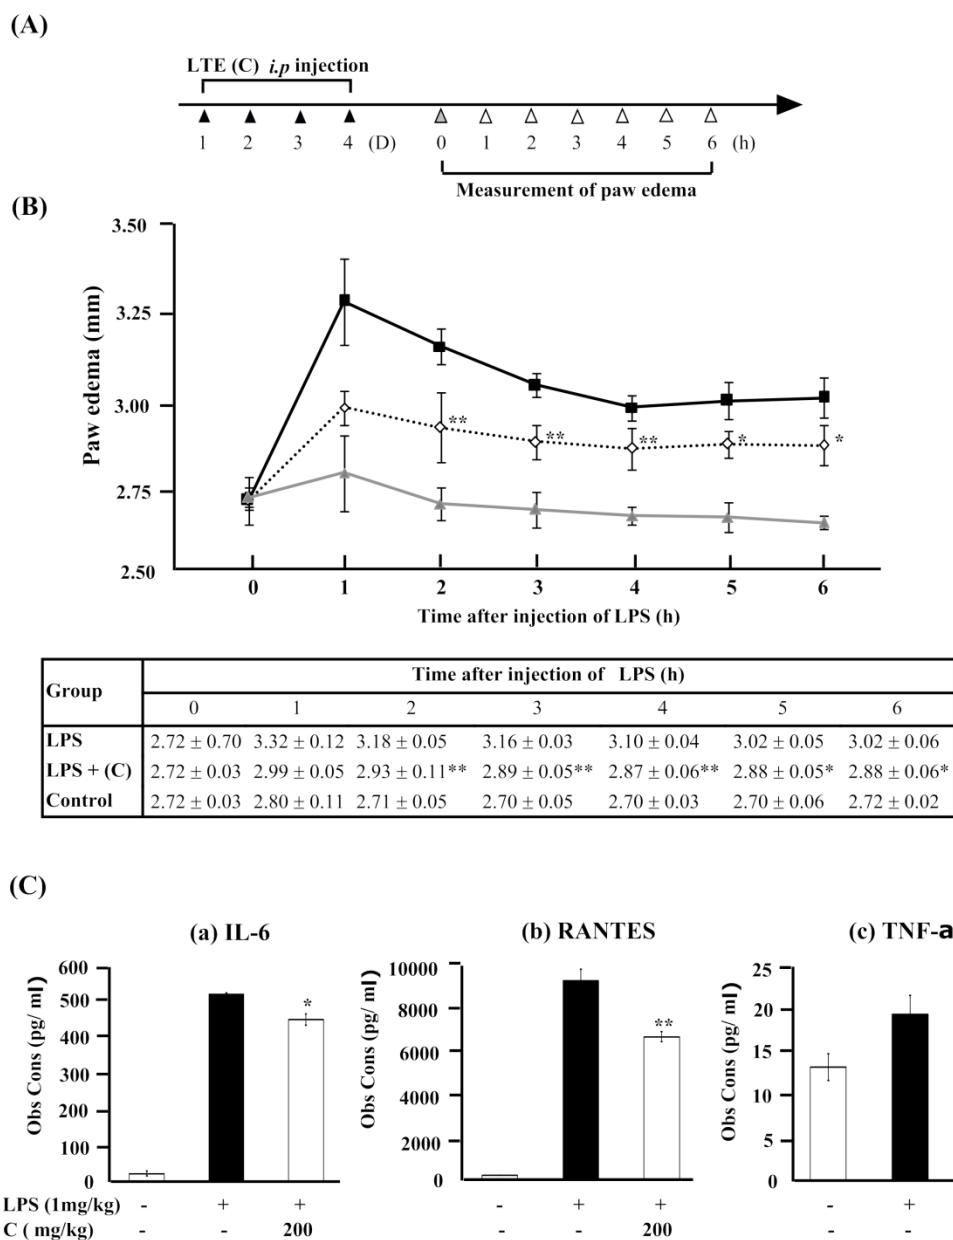 (A)
LTE (C) i.p injection
1 2 3 4 (D) 0 1 2 3 4 5 6 (h)
Measurement of paw edema
(B)
Paw edema (mm)
3.50
3.25
3.00
2.75
2.50
** ** ** * *
0 1 2 3 4 5 6
Time after injection of LPS (h)
Group Time after injection of LPS (h)
0 1 2 3 4 5 6
LPS 2.72 ± 0.70 3.32 ± 0.12 3.18 ± 0.05 3.16 ± 0.03 3.10 ± 0.04 3.02 ± 0.05 3.02 ± 0.06
LPS + (C) 2.72 ± 0.03 2.99 ± 0.05 2.93 ± 0.11** 2.89 ± 0.05** 2.87 ± 0.06** 2.88 ± 0.05* 2.88 ± 0.06*
Control 2.72 ± 0.03 2.80 ± 0.11 2.71 ± 0.05 2.70 ± 0.05 2.70 ± 0.03 2.70 ± 0.06 2.72 ± 0.02
(C)
(a) IL-6
Obs Cons (pg/ ml)
600
500
400
300
200
100
0
*
(b) RANTES
Obs Cons (pg/ ml)
10000
8000
6000
4000
2000
0
**
(c) TNF-a
Obs Cons (pg/ ml)
25
20
15
10
5
0
LPS (1mg/kg) - + + - + + - +
C ( mg/kg) - - 200 - - 200 - -